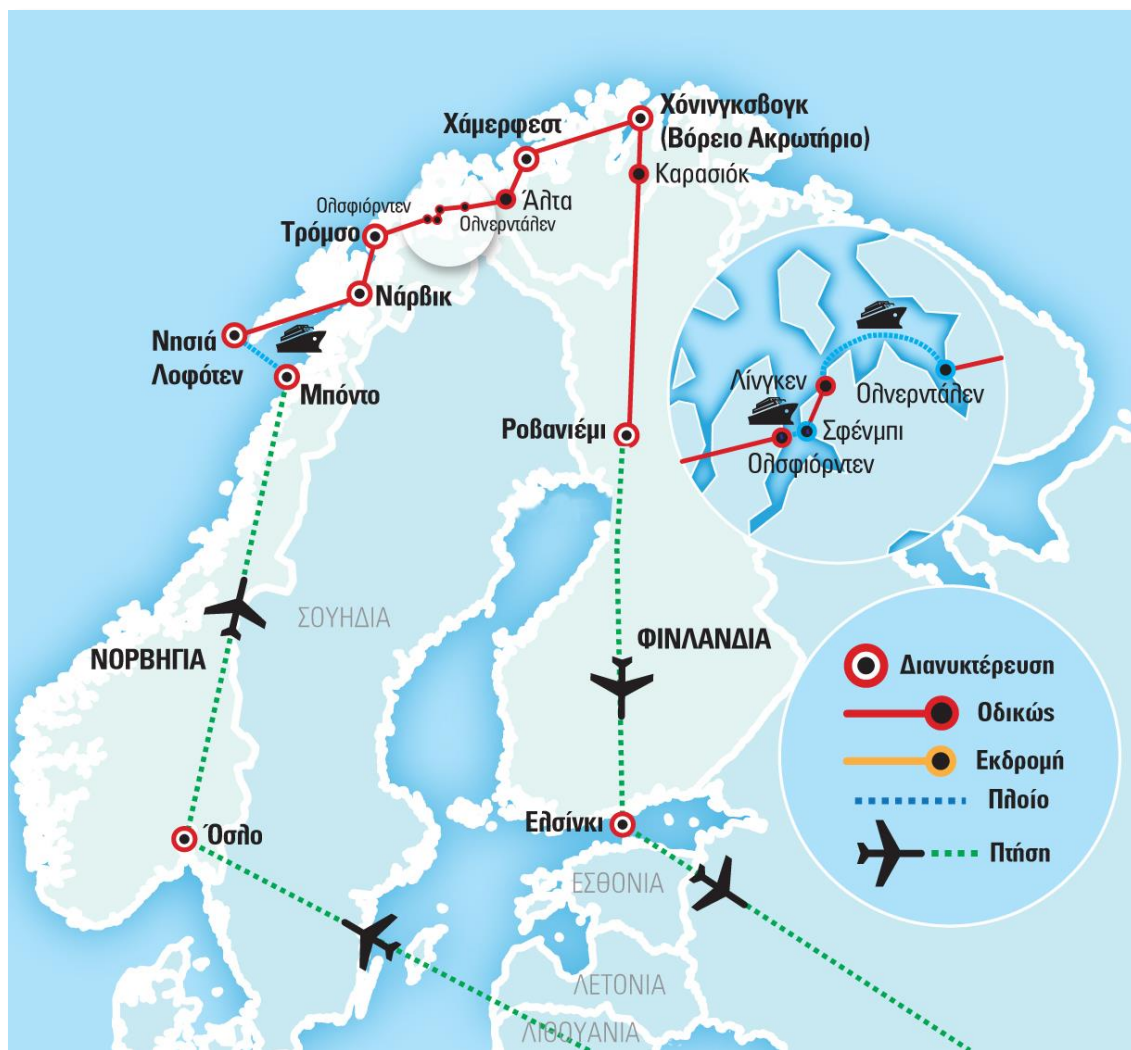 Χόνινγκσβογκ
(Βόρειο Ακρωτήριο)
Χάμερφεστ
Καρασιόκ
Άλτα
Ολσφιόρντεν
Ολνερντάλεν
Τρόμσο
Νάρβικ
Νησιά
Λοφότεν
Μπόντο
Λίνγκεν
Ολνερντάλεν
Σφένμπι
Ολσφιόρντεν
Ροβανιέμι
ΣΟΥΗΔΙΑ
ΝΟΡΒΗΓΙΑ
ΦΙΝΛΑΝΔΙΑ
Διανυκτέρευση
Οδικώς
Εκδρομή
Πλοίο
Πτήση
Όσλο
Ελσίνκι
ΕΣΘΟΝΙΑ
ΛΕΤΟΝΙΑ
ΛΙΘΟΥΑΝΙΑ